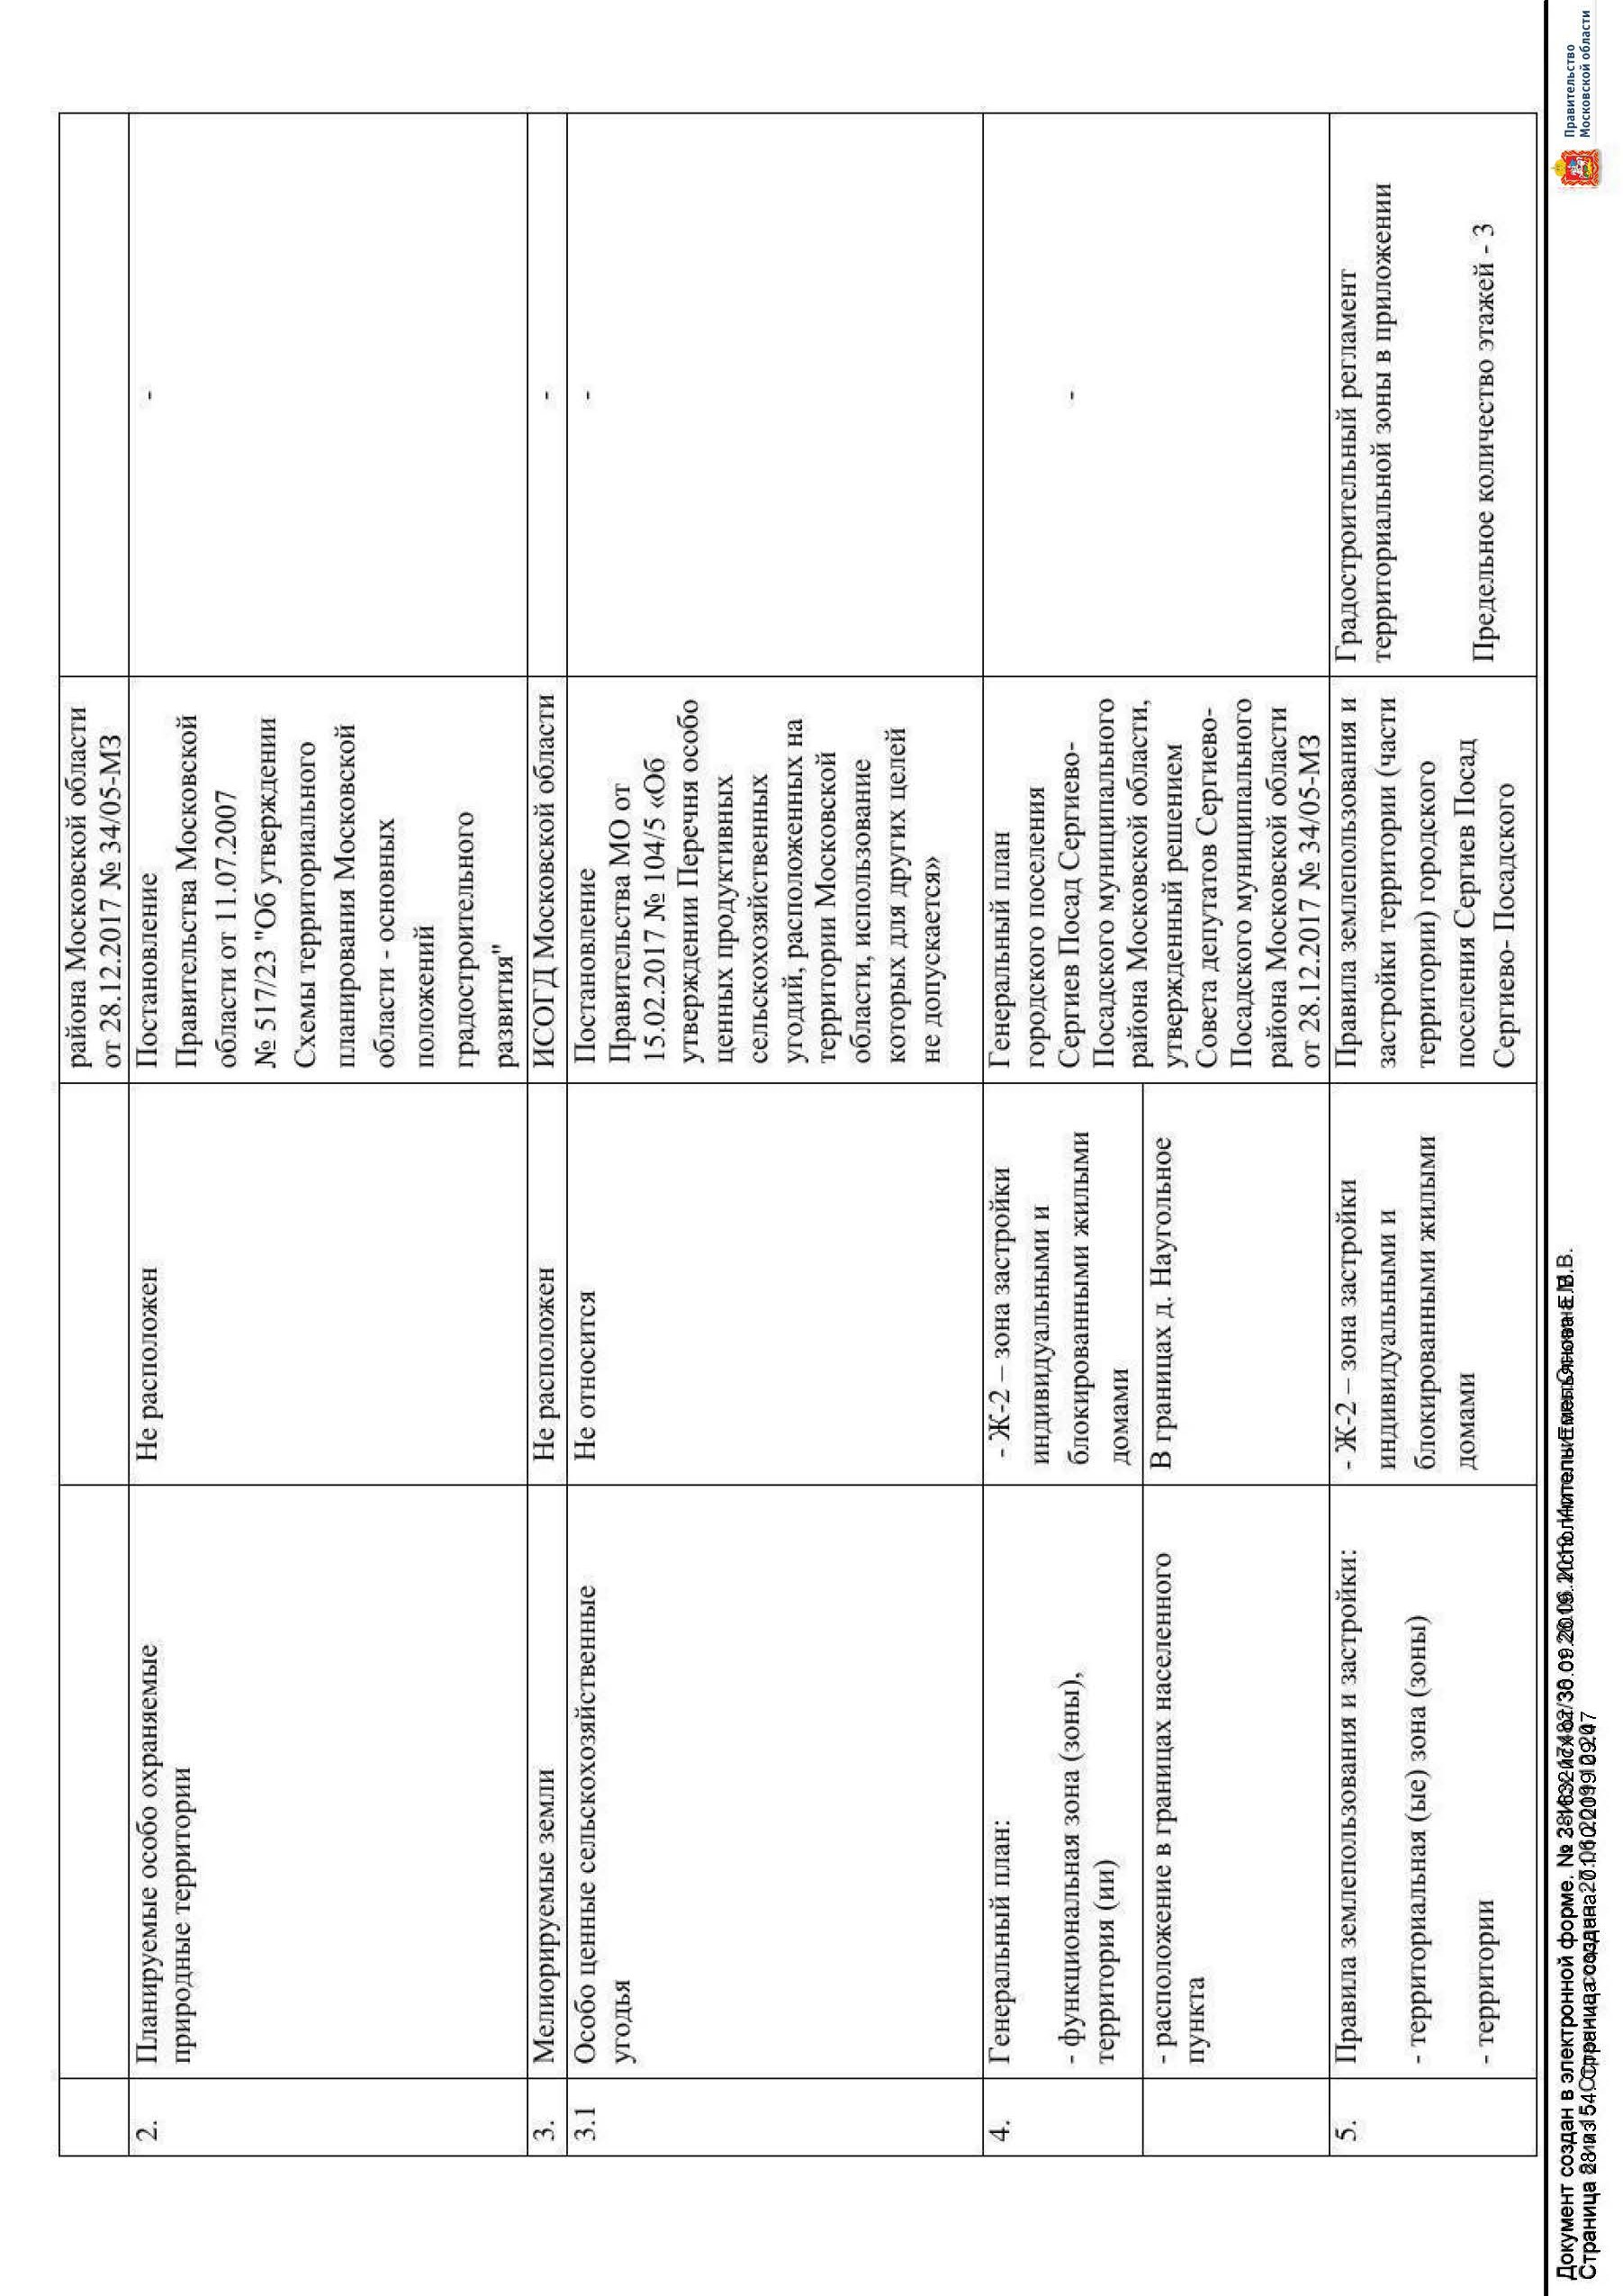 района Московской области
от 28.12.2017 № 34/05-МЗ
2.
Планируемые особо охраняемые
природные территории
Не расположен
Постановление
Правительства Московской
области от 11.07.2007
№ 517/23 "Об утверждении
Схемы территориального
планирования Московской
области - основных
положений
градостроительного
развития"
-
3.
Мелиорируемые земли
Не расположен
ИСОГД Московской области
-
3.1
Особо ценные сельскохозяйственные
угодья
Не относится
Постановление
Правительства МО от
15.02.2017 № 104/5 «Об
утверждении Перечня особо
ценных продуктивных
сельскохозяйственных
угодий, расположенных на
территории Московской
области, использование
которых для других целей
не допускается»
-
4.
Генеральный план:
- функциональная зона (зоны),
территория (ии)
- Ж-2 – зона застройки
индивидуальными и
блокированными жилыми
домами
Генеральный план
городского поселения
Сергиев Посад Сергиево-
Посадского муниципального
района Московской области,
утвержденный решением
Совета депутатов Сергиево-
Посадского муниципального
района Московской области
от 28.12.2017 № 34/05-МЗ
-
- расположение в границах населенного
пункта
В границах д. Наугольное
5.
Правила землепользования и застройки:
- территориальная (ые) зона (зоны)
- территории
- Ж-2 – зона застройки
индивидуальными и
блокированными жилыми
домами
Правила землепользования и
застройки территории (части
территории) городского
поселения Сергиев Посад
Сергиево- Посадского
Градостроительный регламент
территориальной зоны в приложении
Предельное количество этажей - 3
Документ создан в электронной форме. №
Страница
Правительство
Московской области